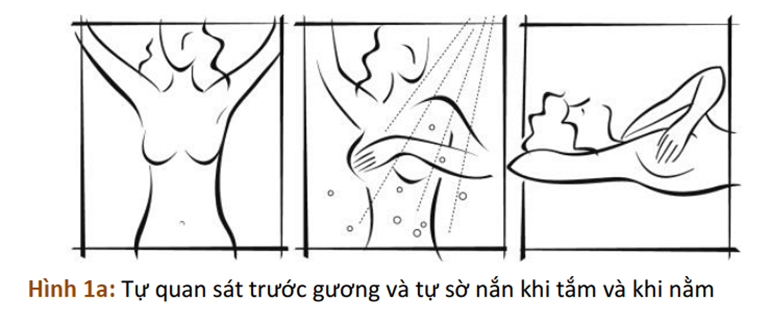 Hình 1a: Tự quan sát trước gương và tự sờ nắn khi tắm và khi nằm